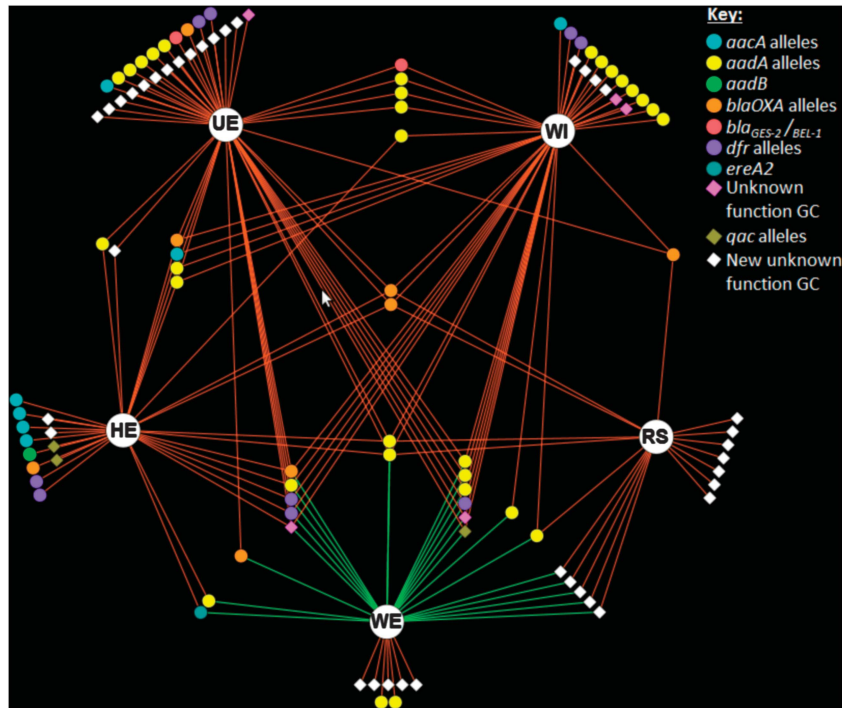 Key:
aacA alleles
aadA alleles
aadB
blaOXA alleles
blaGES-2/BEL-1
dfr alleles
ereA2
Unknown
function GC
qac alleles
New unknown
function GC
UE
WI
HE
RS
WE